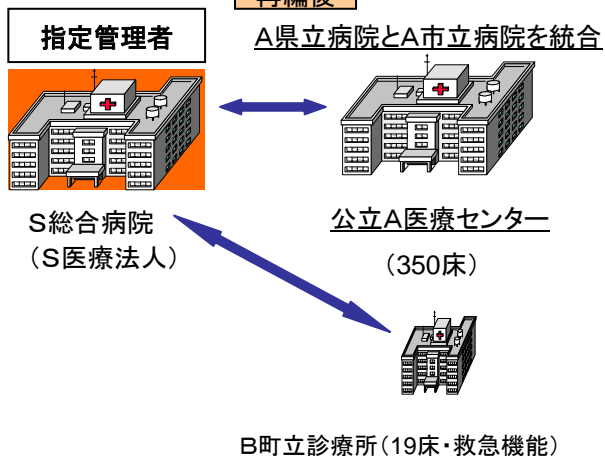 再編後
指定管理者
A県立病院とA市立病院を統合
S総合病院
(S医療法人)
公立A医療センター
(350床)
B町立診療所(19床・救急機能)